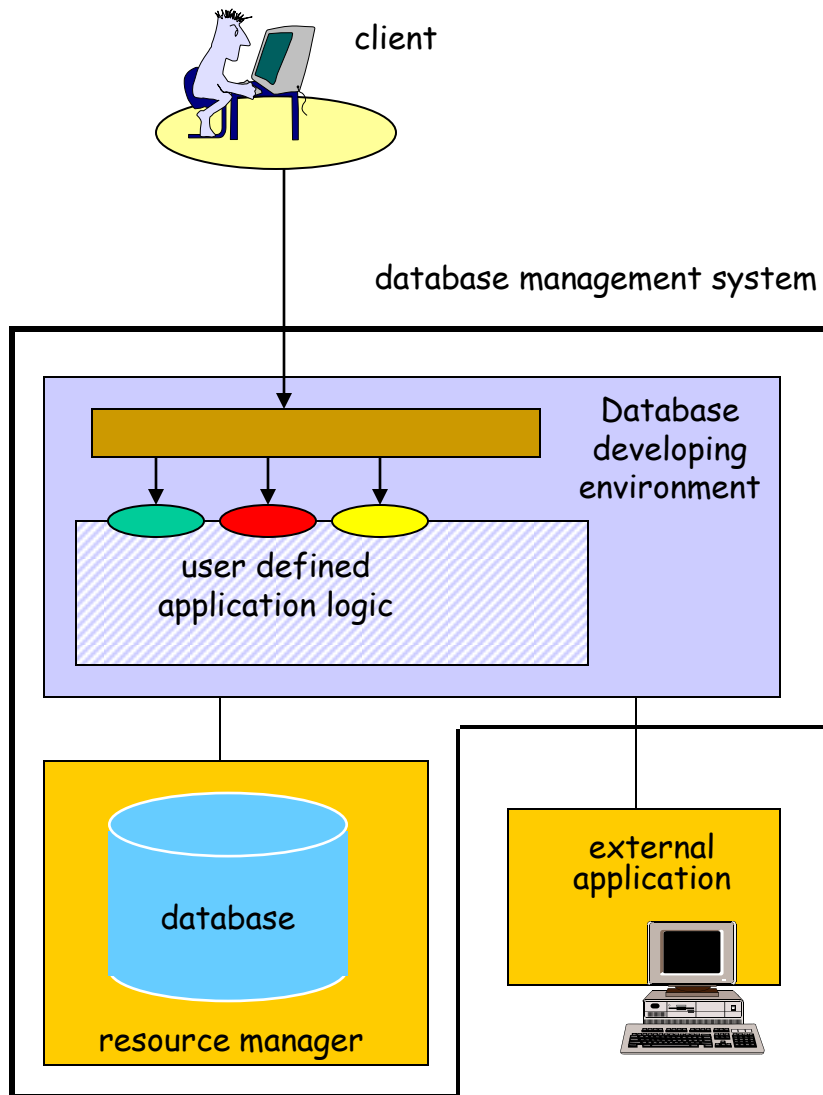 client
database management system
Database
developing
environment
user defined
application logic
external
application
database
resource manager